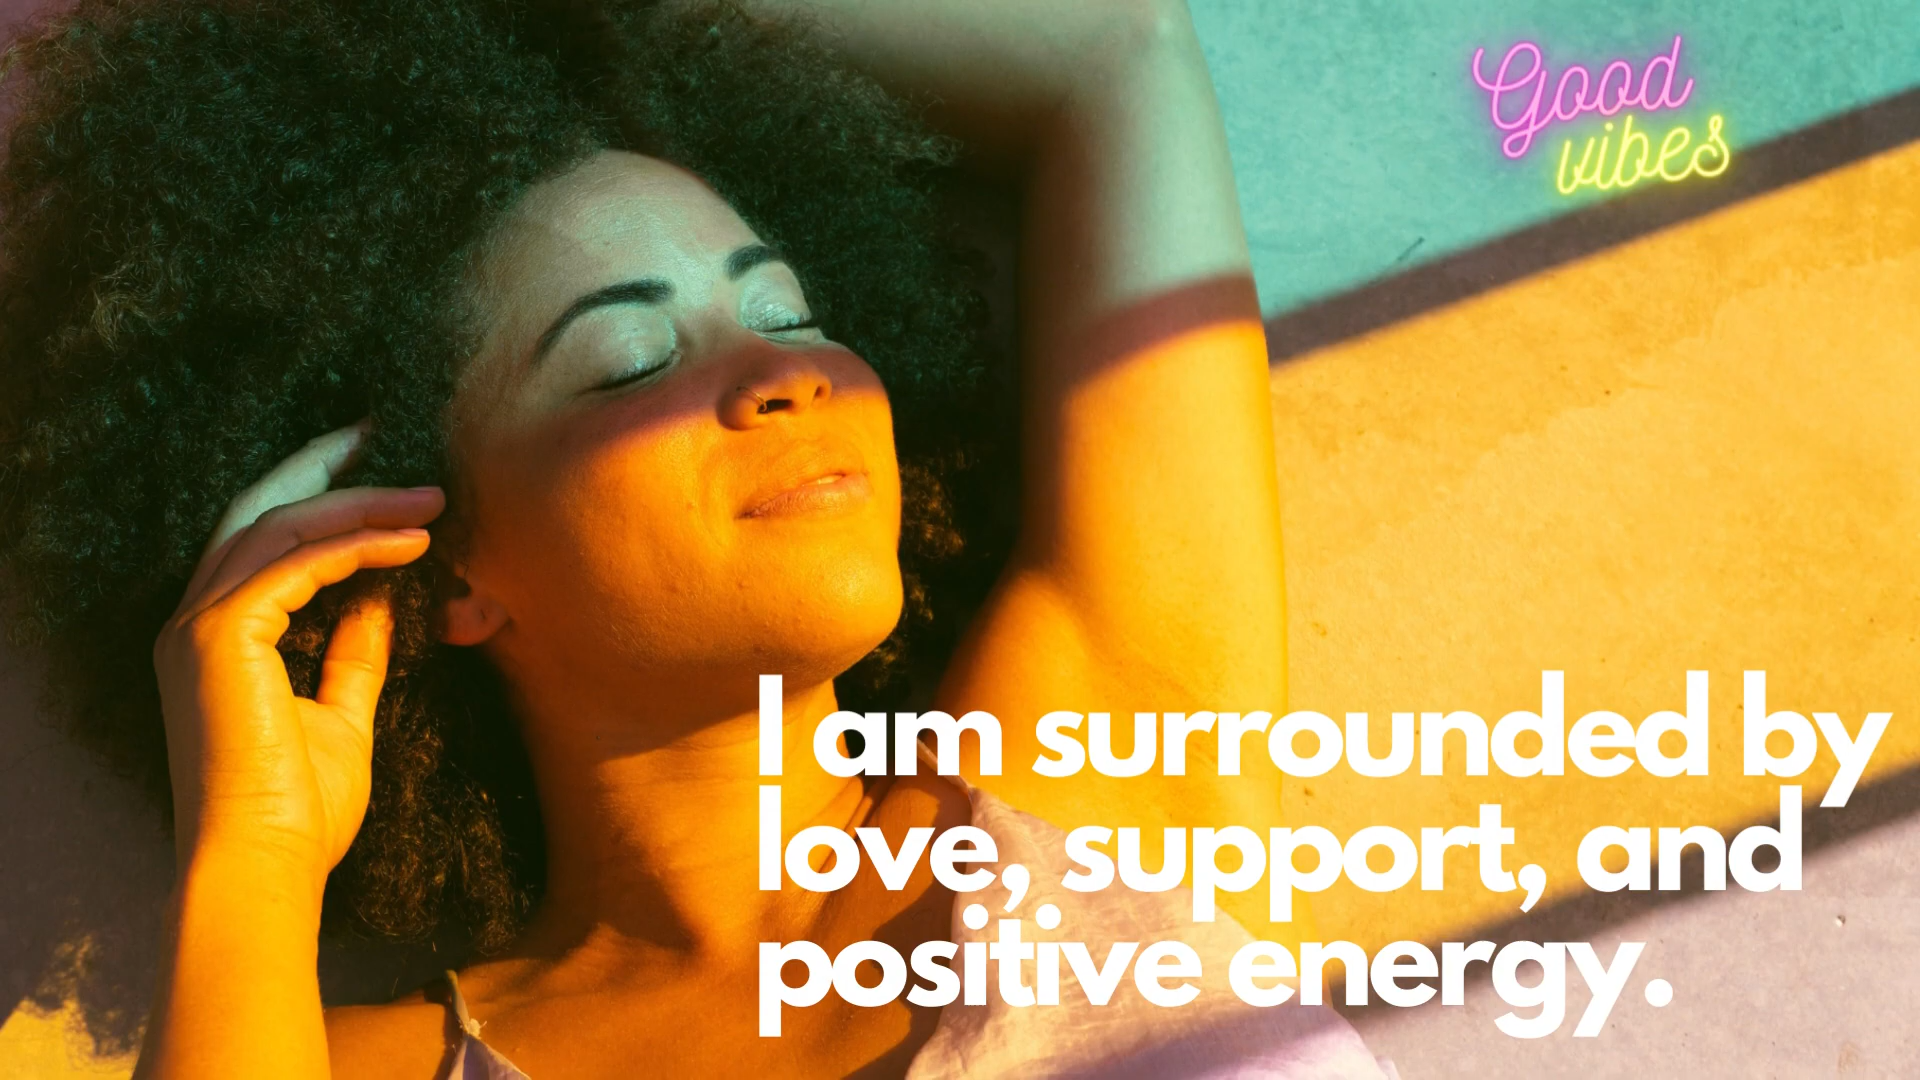 Good
vibes
I am surrounded by
love, support, and
positive energy.